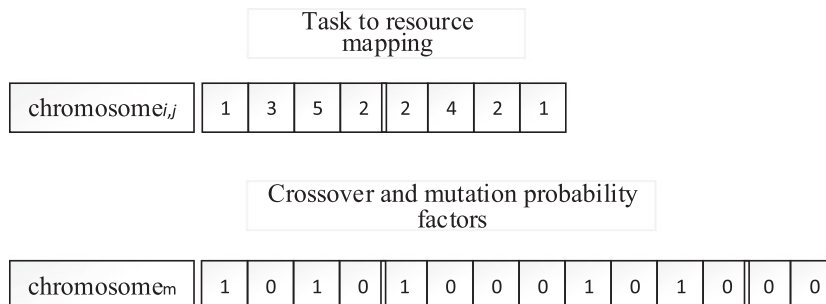 Task to resource
mapping
chromosomei,j 1 3 5 2 2 4 2 1
Crossover and mutation probability
factors
chromosomem 1 0 1 0 1 0 0 0 1 0 1 0 0 0